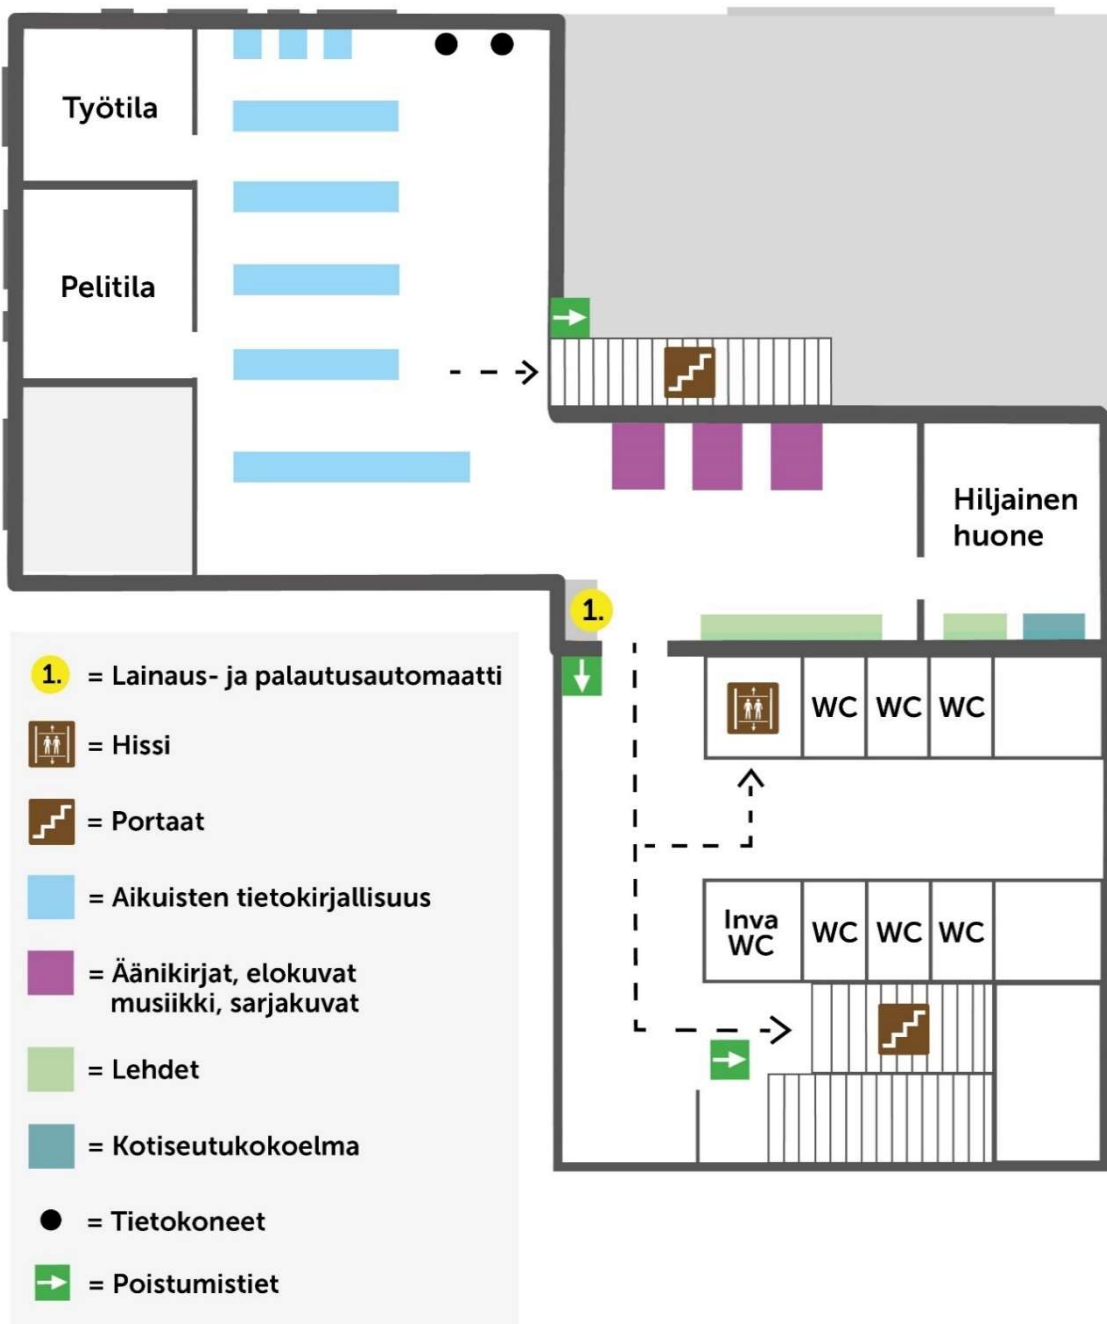 Työtila
Pelitila
Hiljainen
huone
1.
WC
WC
WC
Inva
WC
WC
WC
WC
1. = Lainaus- ja palautusautomaatti
= Hissi
= Portaat
= Aikuisten tietokirjallisuus
= Äänikirjat, elokuvat
musiikki, sarjakuvat
= Lehdet
= Kotiseutukokoelma
= Tietokoneet
= Poistumistiet